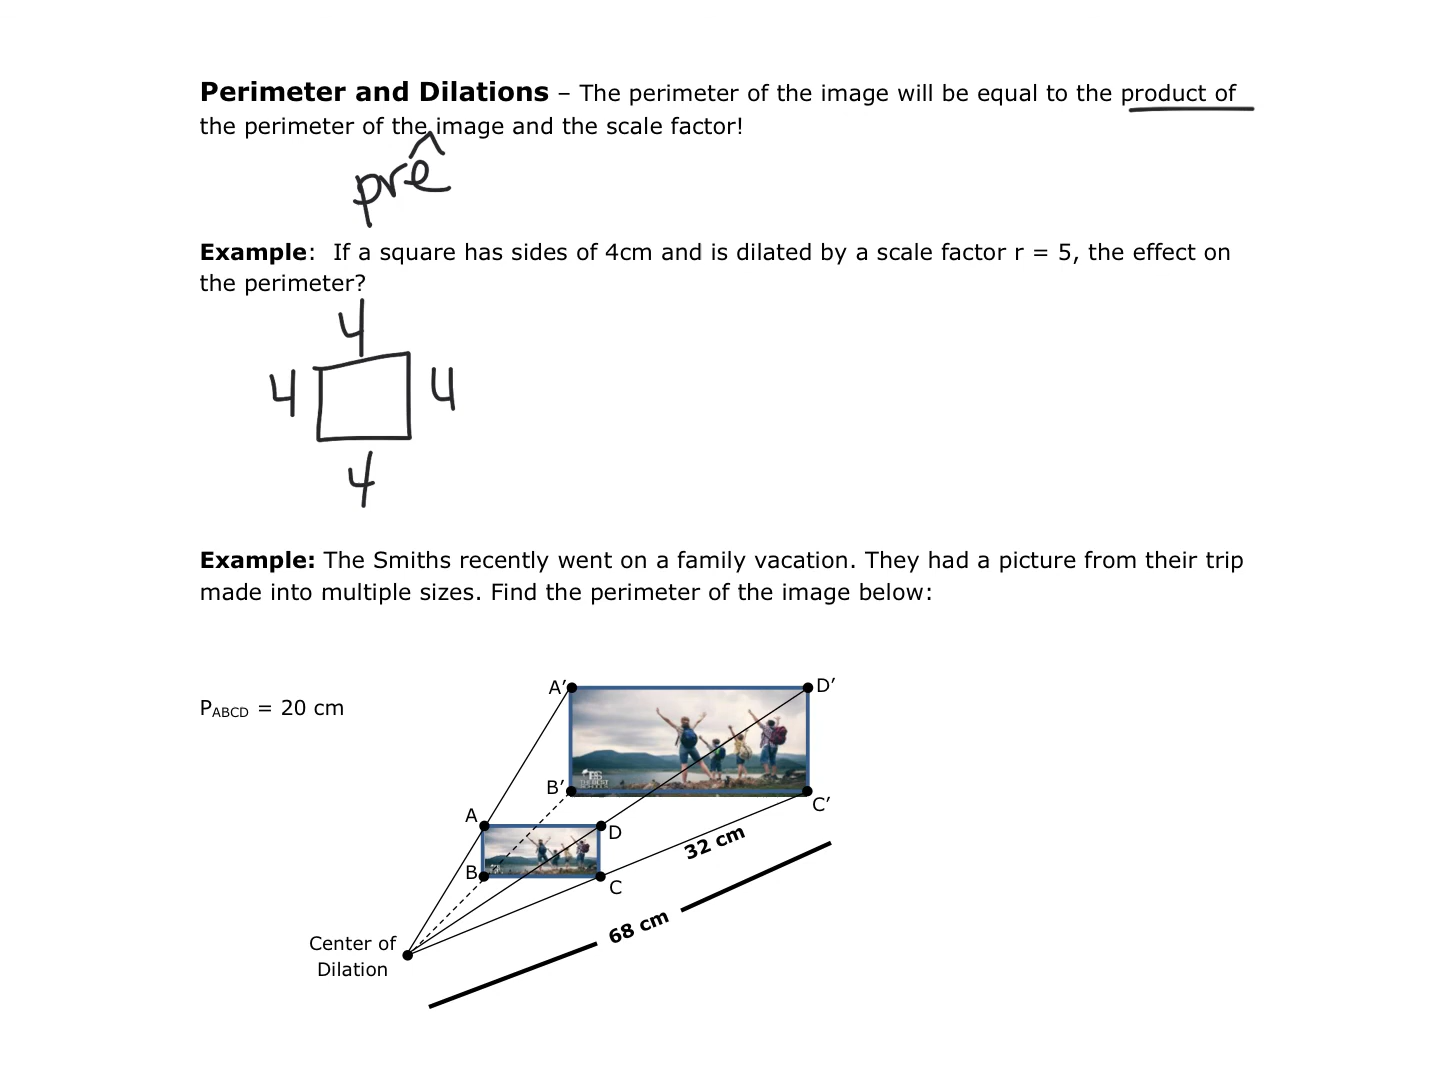 Perimeter and Dilations – The perimeter of the image will be equal to the product of
the perimeter of the image and the scale factor!
pre
Example:  If a square has sides of 4cm and is dilated by a scale factor r = 5, the effect on
the perimeter?
4
4 4
4
Example: The Smiths recently went on a family vacation. They had a picture from their trip
made into multiple sizes. Find the perimeter of the image below:
PABCD = 20 cm
A′ D′
B′ C′
A D
32 cm
B C
68 cm
Center of
Dilation